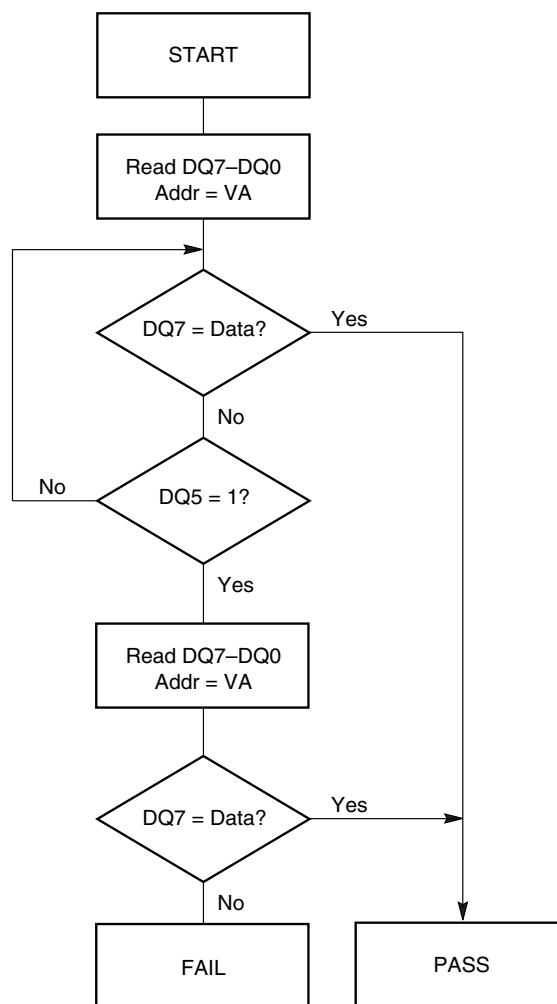 START
Read DQ7–DQ0
Addr = VA
DQ7 = Data?
Yes
No
No
DQ5 = 1?
Yes
Read DQ7–DQ0
Addr = VA
DQ7 = Data?
Yes
No
FAIL
PASS